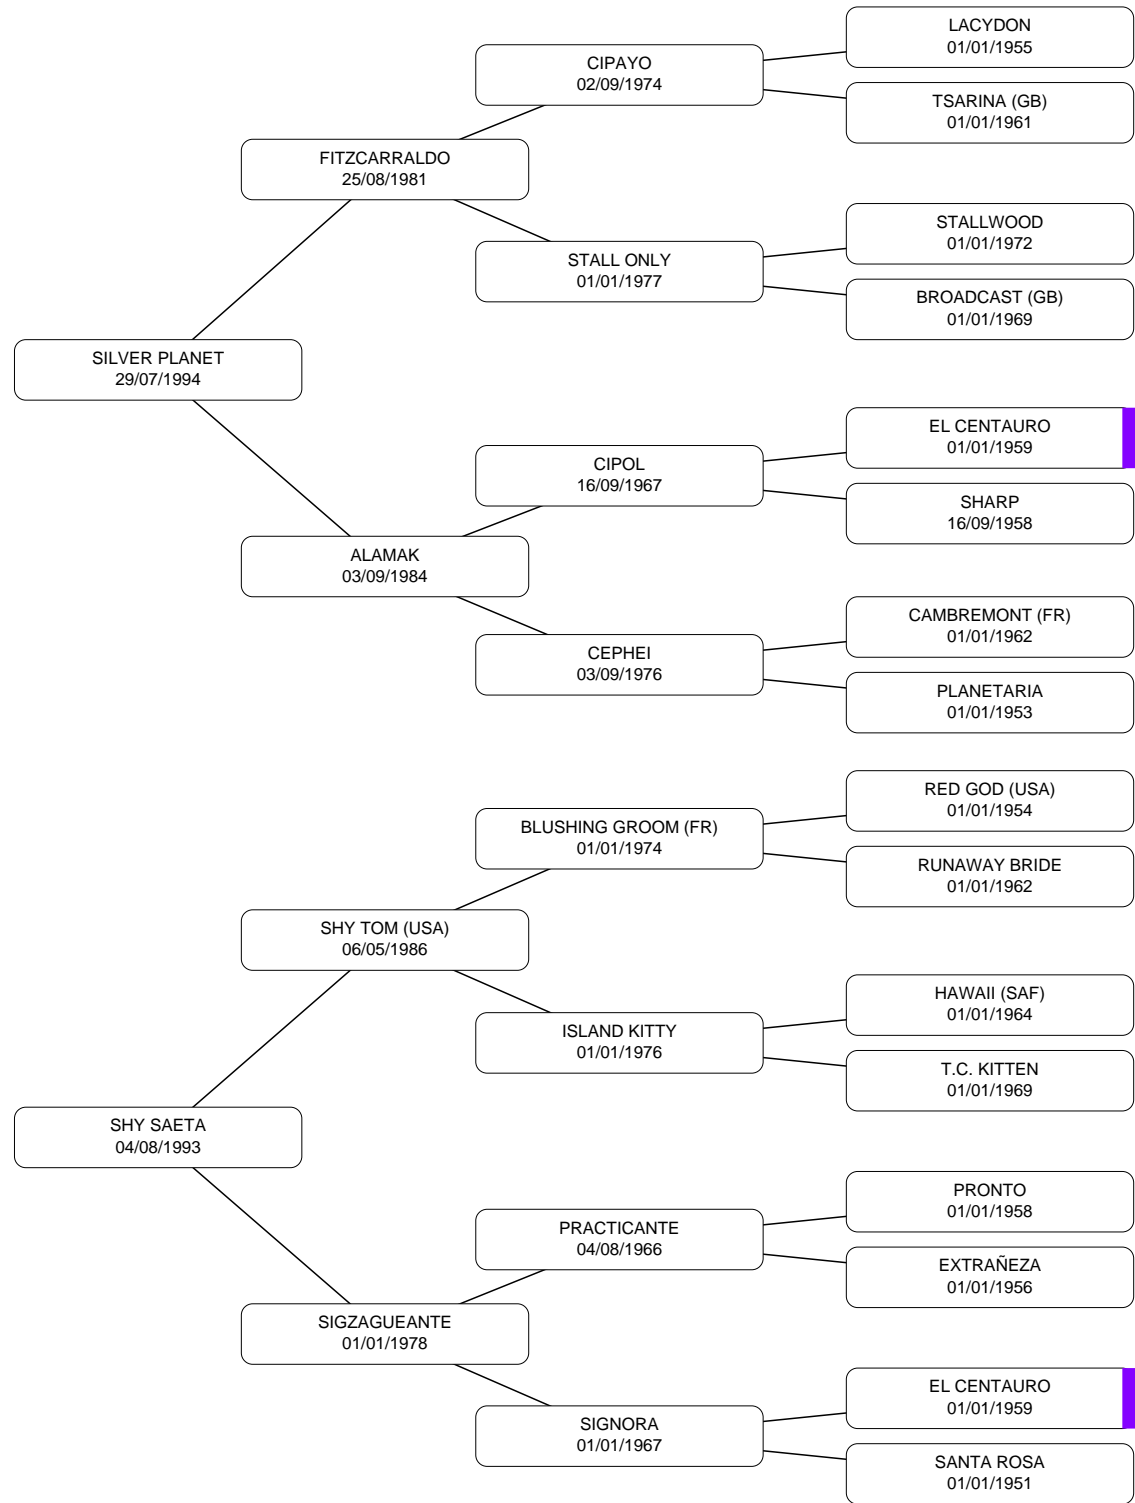 LACYDON
01/01/1955
CIPAYO
02/09/1974
TSARINA (GB)
01/01/1961
FITZCARRALDO
25/08/1981
STALLWOOD
01/01/1972
STALL ONLY
01/01/1977
BROADCAST (GB)
01/01/1969
SILVER PLANET
29/07/1994
EL CENTAURO
01/01/1959
CIPOL
16/09/1967
SHARP
16/09/1958
ALAMAK
03/09/1984
CAMBREMONT (FR)
01/01/1962
CEPHEI
03/09/1976
PLANETARIA
01/01/1953
RED GOD (USA)
01/01/1954
BLUSHING GROOM (FR)
01/01/1974
RUNAWAY BRIDE
01/01/1962
SHY TOM (USA)
06/05/1986
HAWAII (SAF)
01/01/1964
ISLAND KITTY
01/01/1976
T.C. KITTEN
01/01/1969
SHY SAETA
04/08/1993
PRONTO
01/01/1958
PRACTICANTE
04/08/1966
EXTRAÑEZA
01/01/1956
SIGZAGUEANTE
01/01/1978
EL CENTAURO
01/01/1959
SIGNORA
01/01/1967
SANTA ROSA
01/01/1951